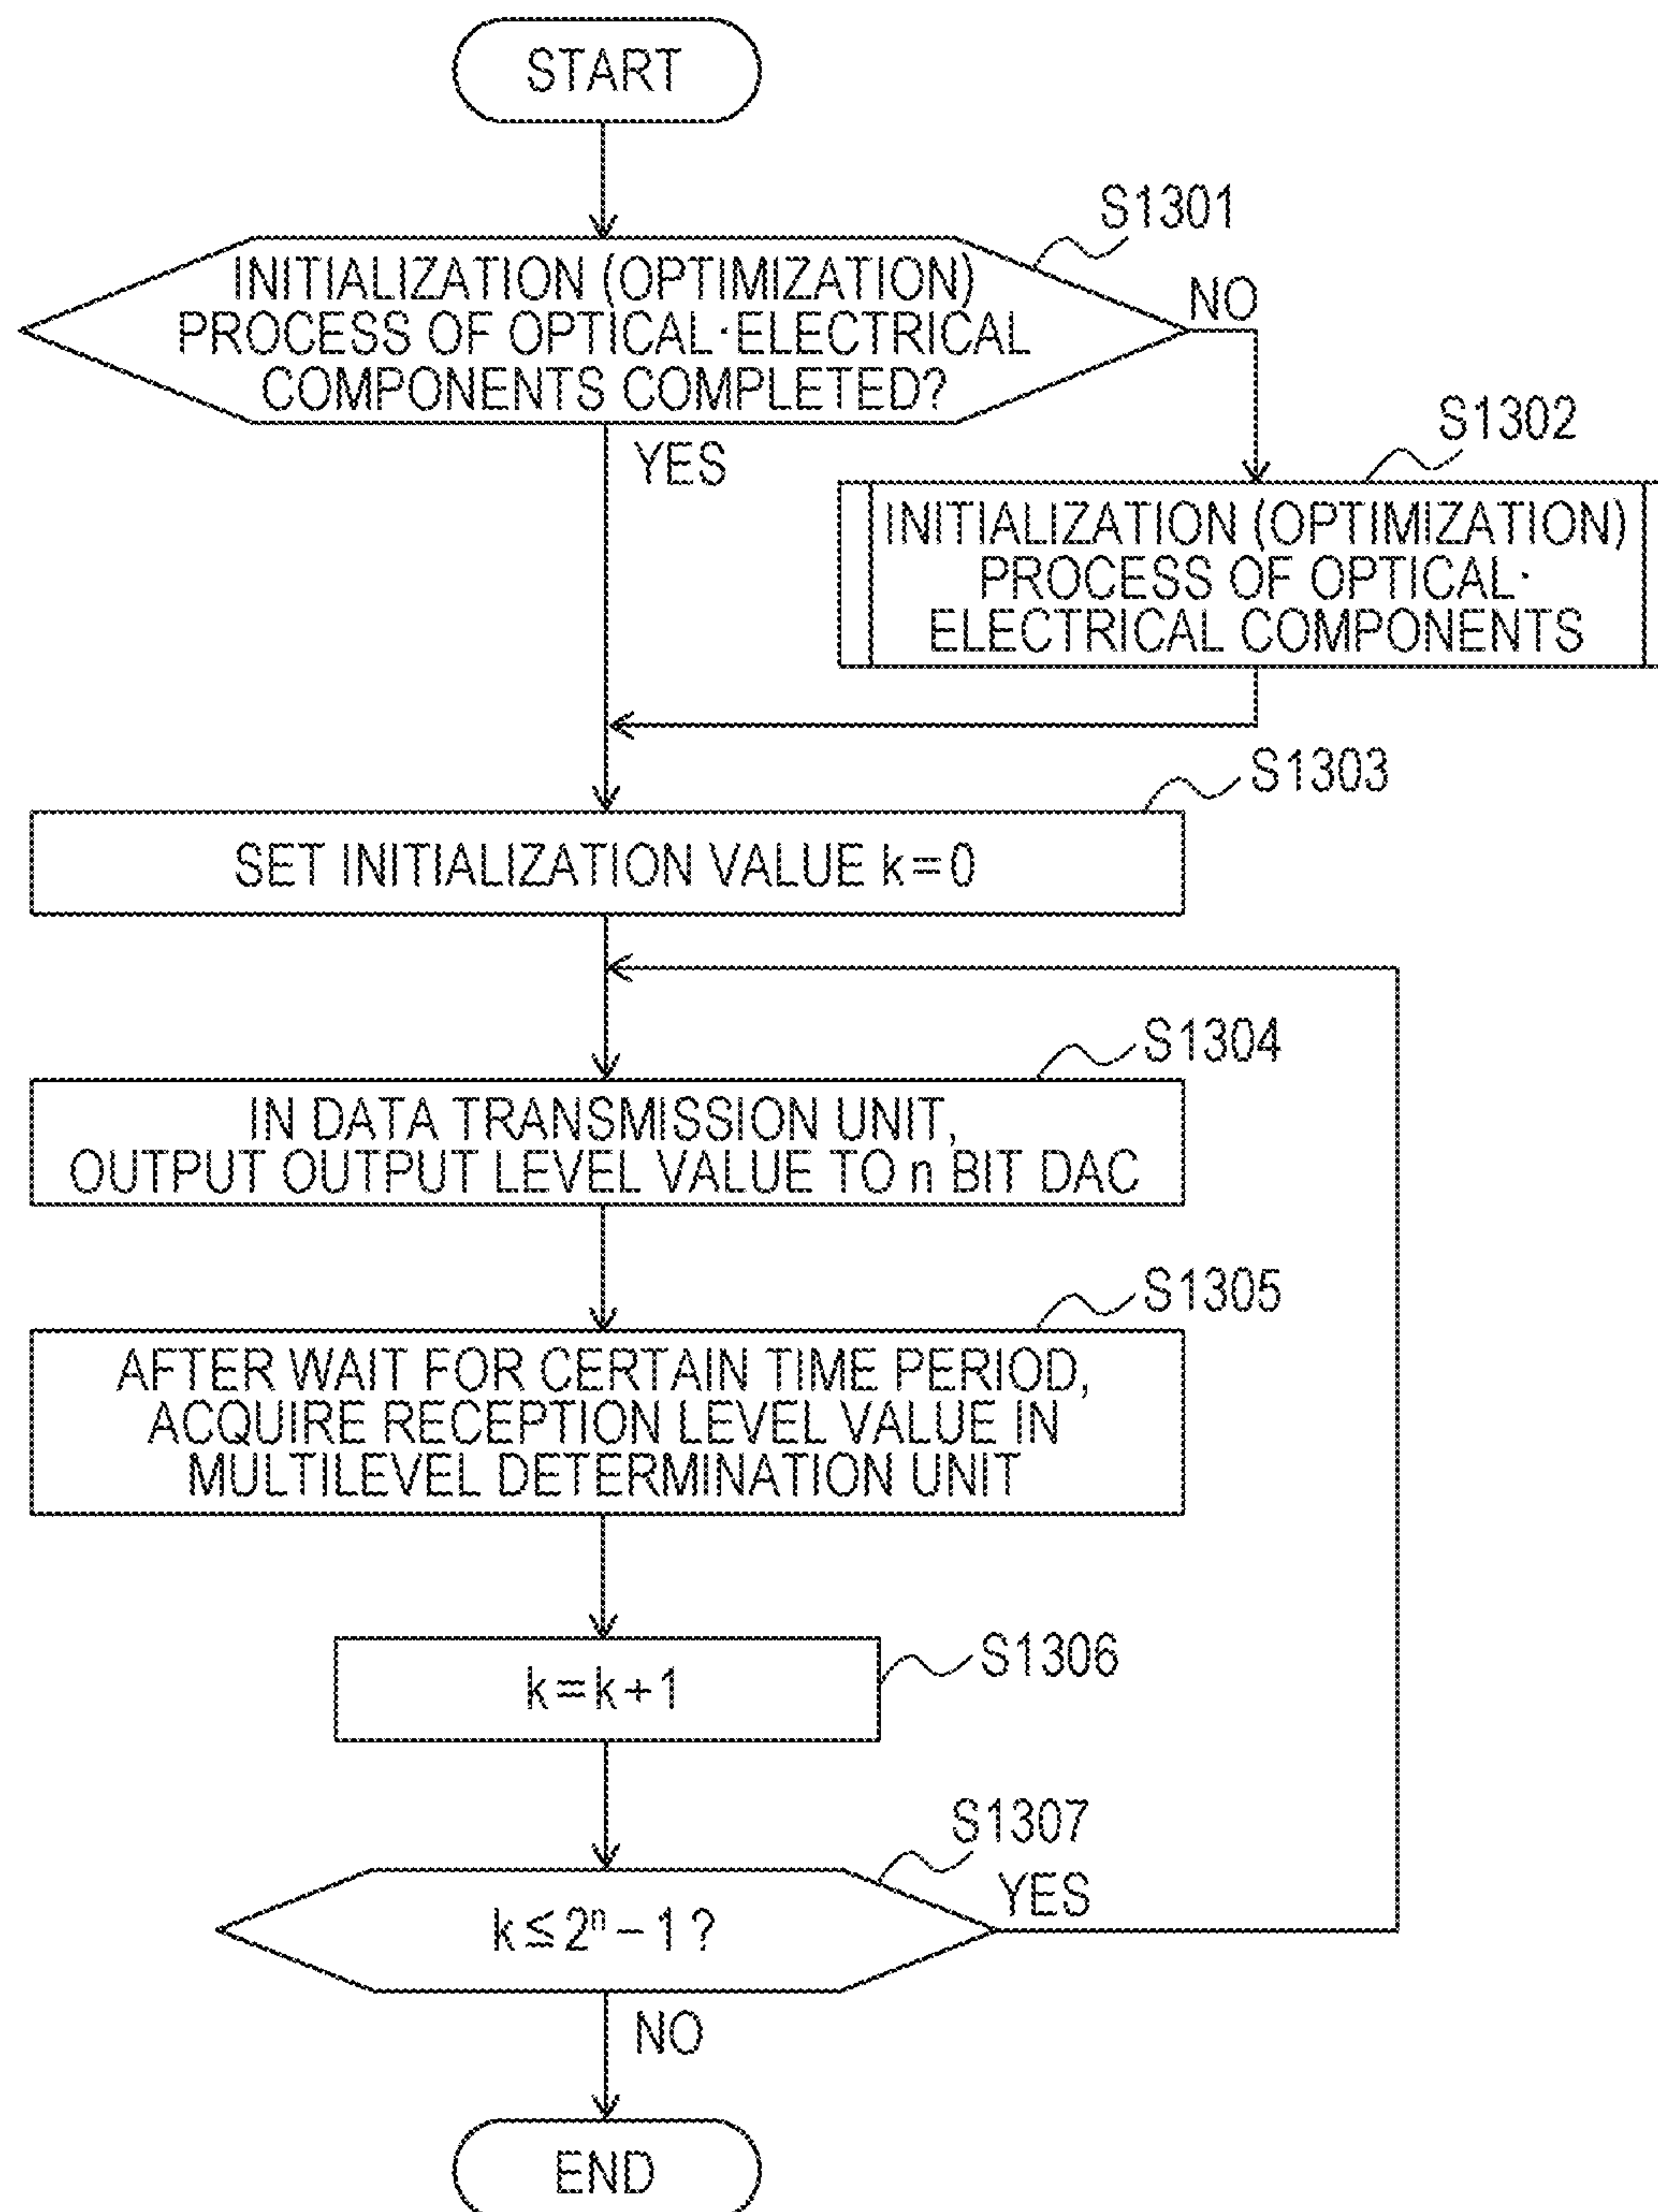 START
S1301
INITIALIZATION (OPTIMIZATION)
PROCESS OF OPTICAL·ELECTRICAL
COMPONENTS COMPLETED?
NO
YES
S1302
INITIALIZATION (OPTIMIZATION)
PROCESS OF OPTICAL·
ELECTRICAL COMPONENTS
S1303
SET INITIALIZATION VALUE k=0
S1304
IN DATA TRANSMISSION UNIT,
OUTPUT OUTPUT LEVEL VALUE TO n BIT DAC
S1305
AFTER WAIT FOR CERTAIN TIME PERIOD,
ACQUIRE RECEPTION LEVEL VALUE IN
MULTILEVEL DETERMINATION UNIT
S1306
k=k+1
S1307
YES
k≦2ⁿ−1?
NO
END